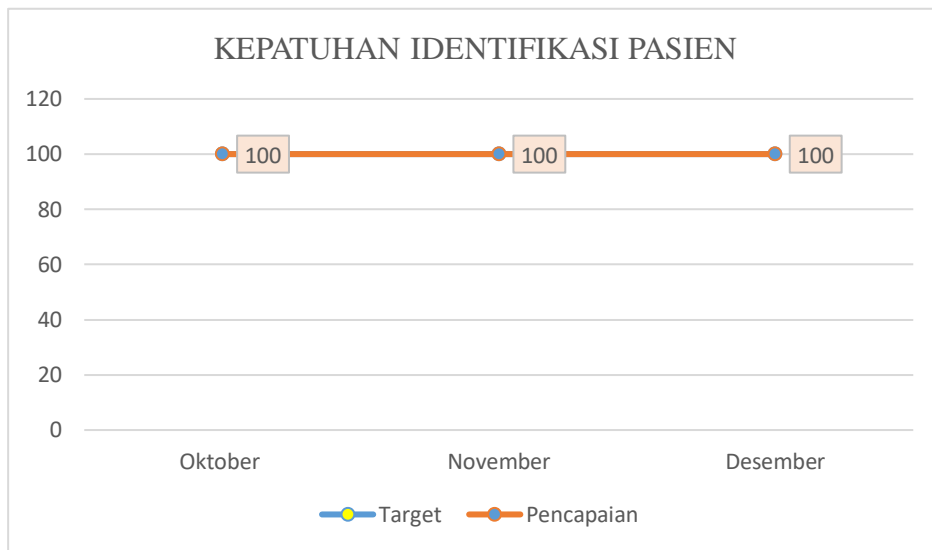 KEPATUHAN IDENTIFIKASI PASIEN
120
100
80
60
40
20
0
100 100 100
Oktober November Desember
Target Pencapaian